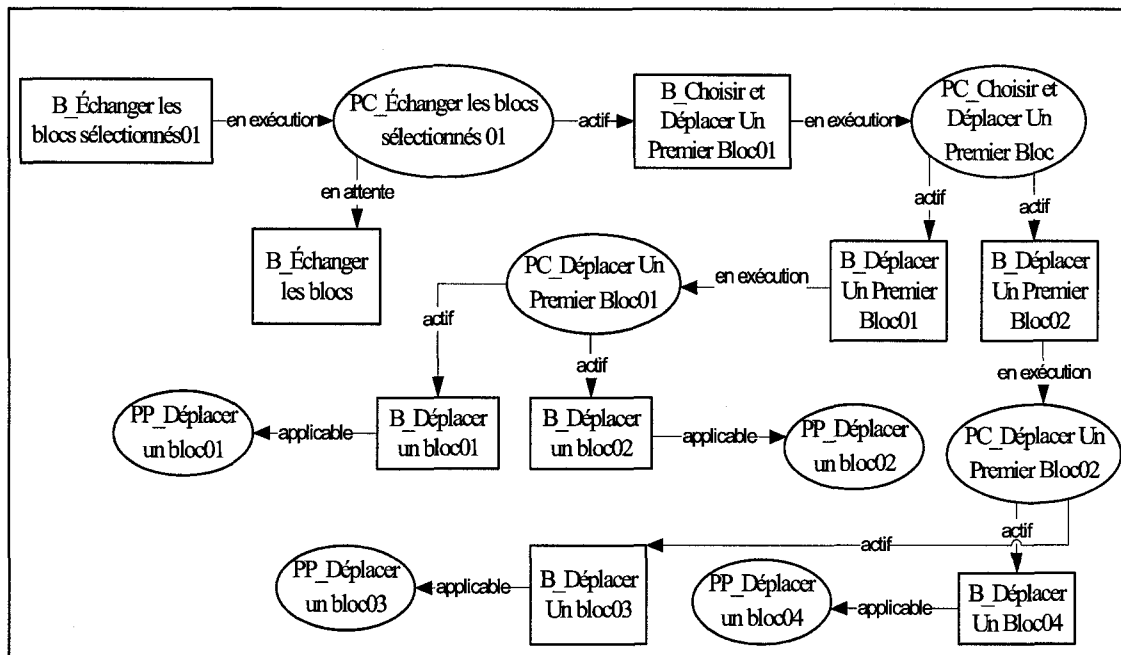 B_Échanger les
blocs sélectionnés01
en exécution
PC_Échanger les blocs
sélectionnés 01
actif
B_Choisir et
Déplacer Un
Premier Bloc01
en exécution
PC_Choisir et
Déplacer Un
Premier Bloc
en attente
actif
actif
B_Échanger
les blocs
PC_Déplacer Un
Premier Bloc01
en exécution
B_Déplacer
Un Premier
Bloc01
B_Déplacer
Un Premier
Bloc02
actif
actif
en exécution
PP_Déplacer
un bloc01
applicable
B_Déplacer
un bloc01
B_Déplacer
un bloc02
applicable
PP_Déplacer
un bloc02
PC_Déplacer Un
Premier Bloc02
actif
actif
PP_Déplacer
un bloc03
applicable
B_Déplacer
Un bloc03
PP_Déplacer
un bloc04
applicable
B_Déplacer
Un Bloc04